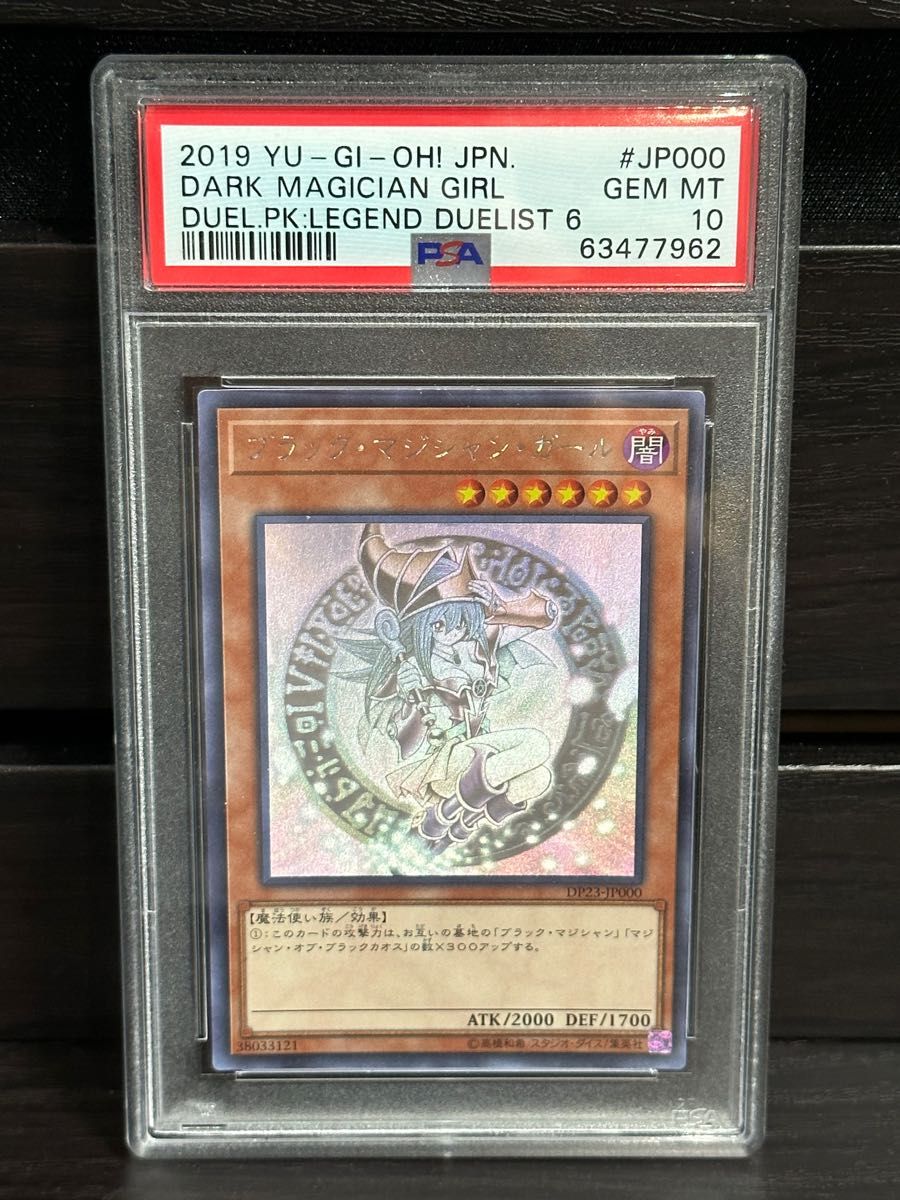 2019 YU-GI-OH! JPN. #JP000
DARK MAGICIAN GIRL GEM MT
DUEL.PK:LEGEND DUELIST 6 10
PSA 63477962
ブラック・マジシャン・ガール
やみ
闇
DP23-JP000
【魔法使い族/効果】
①:このカードの攻撃力は、お互いの墓地の「ブラック・マジシャン」「マジ
シャン・オブ・ブラックカオス」の数×300アップする。
ATK/2000 DEF/1700
38033121 ©高橋和希 スタジオ・ダイス/集英社
PSA